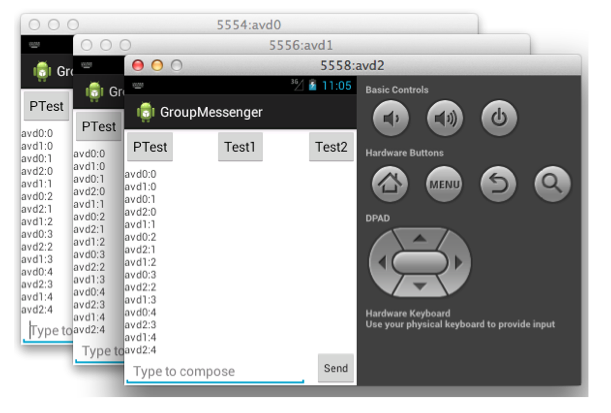 5554:avd0
5556:avd1
5558:avd2
Gr
Gr
3G 11:05
GroupMessenger
PTest
PTest
PTest Test1 Test2
avd0:0
avd1:0
avd0:1
avd2:0
avd1:1
avd0:2
avd2:1
avd1:2
avd0:3
avd2:2
avd1:3
avd0:4
avd2:3
avd1:4
avd2:4
Type to
avd0:0
avd1:0
avd0:1
avd2:0
avd1:1
avd0:2
avd2:1
avd1:2
avd0:3
avd2:2
avd1:3
avd0:4
avd2:3
avd1:4
avd2:4
Type to
avd0:0
avd1:0
avd0:1
avd2:0
avd1:1
avd0:2
avd2:1
avd1:2
avd0:3
avd2:2
avd1:3
avd0:4
avd2:3
avd1:4
avd2:4
Type to compose Send
Basic Controls
Hardware Buttons
MENU
DPAD
Hardware Keyboard
Use your physical keyboard to provide input